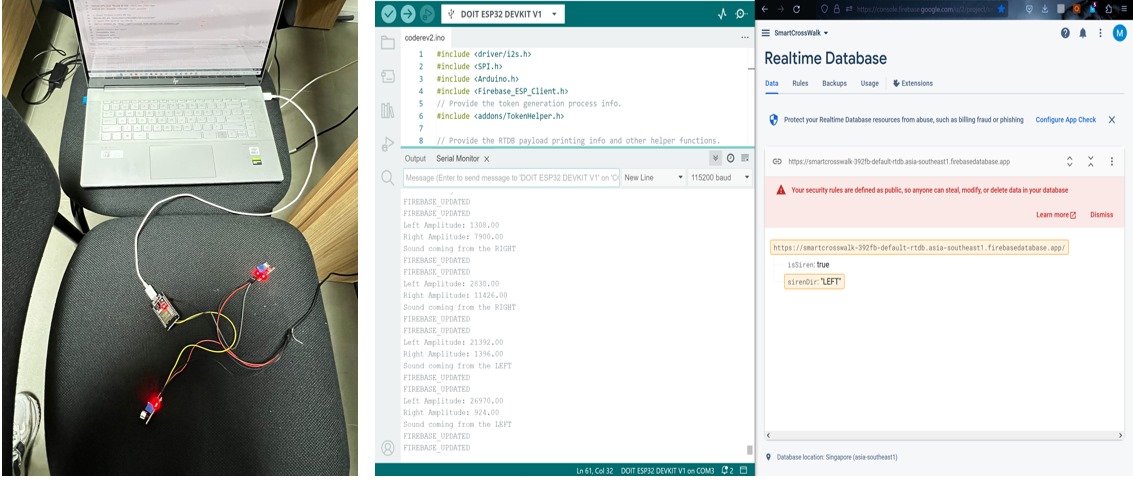 DOIT ESP32 DEVKIT V1
coderev2.ino
1 #include <driver/i2s.h>
2 #include <SPI.h>
3 #include <Arduino.h>
4 #include <Firebase_ESP_Client.h>
5 // Provide the token generation process info.
6 #include <addons/TokenHelper.h>
7
8 // Provide the RTDB payload printing info and other helper functions.
Output Serial Monitor
Message (Enter to send message to 'DOIT ESP32 DEVKIT V1' on 'C
New Line
115200 baud
FIREBASE_UPDATED
FIREBASE_UPDATED
Left Amplitude: 1308.00
Right Amplitude: 7900.00
Sound coming from the RIGHT
FIREBASE_UPDATED
FIREBASE_UPDATED
Left Amplitude: 2830.00
Right Amplitude: 11426.00
Sound coming from the RIGHT
FIREBASE_UPDATED
FIREBASE_UPDATED
Left Amplitude: 21392.00
Right Amplitude: 1396.00
Sound coming from the LEFT
FIREBASE_UPDATED
FIREBASE_UPDATED
Left Amplitude: 26970.00
Right Amplitude: 924.00
Sound coming from the LEFT
FIREBASE_UPDATED
FIREBASE_UPDATED
Ln 61, Col 32 DOIT ESP32 DEVKIT V1 on COM3 2
https://console.firebase.google.com/u/2/project/
SmartCrossWalk
M
Realtime Database
Data Rules Backups Usage Extensions
Protect your Realtime Database resources from abuse, such as billing fraud or phishing Configure App Check
https://smartcrosswalk-392fb-default-rtdb.asia-southeast1.firebasedatabase.app
Your security rules are defined as public, so anyone can steal, modify, or delete data in your database
Learn more Dismiss
https://smartcrosswalk-392fb-default-rtdb.asia-southeast1.firebasedatabase.app/
isSiren: true
sirenDir: "LEFT"
Database location: Singapore (asia-southeast1)